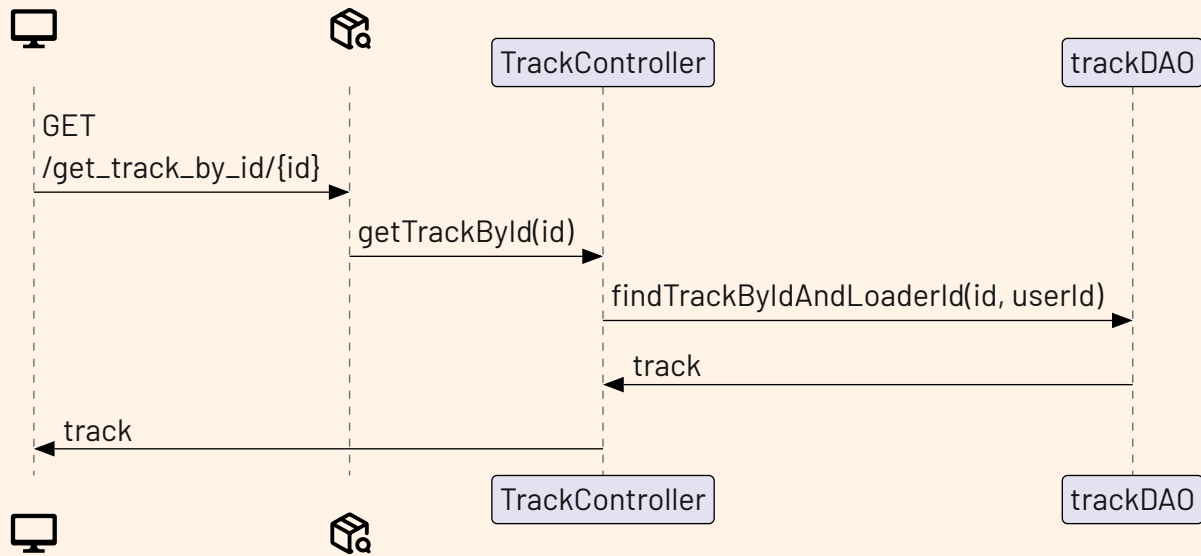 TrackController
trackDAO
GET
/get_track_by_id/{id}
getTrackById(id)
findTrackByIdAndLoaderId(id, userId)
track
track
TrackController
trackDAO